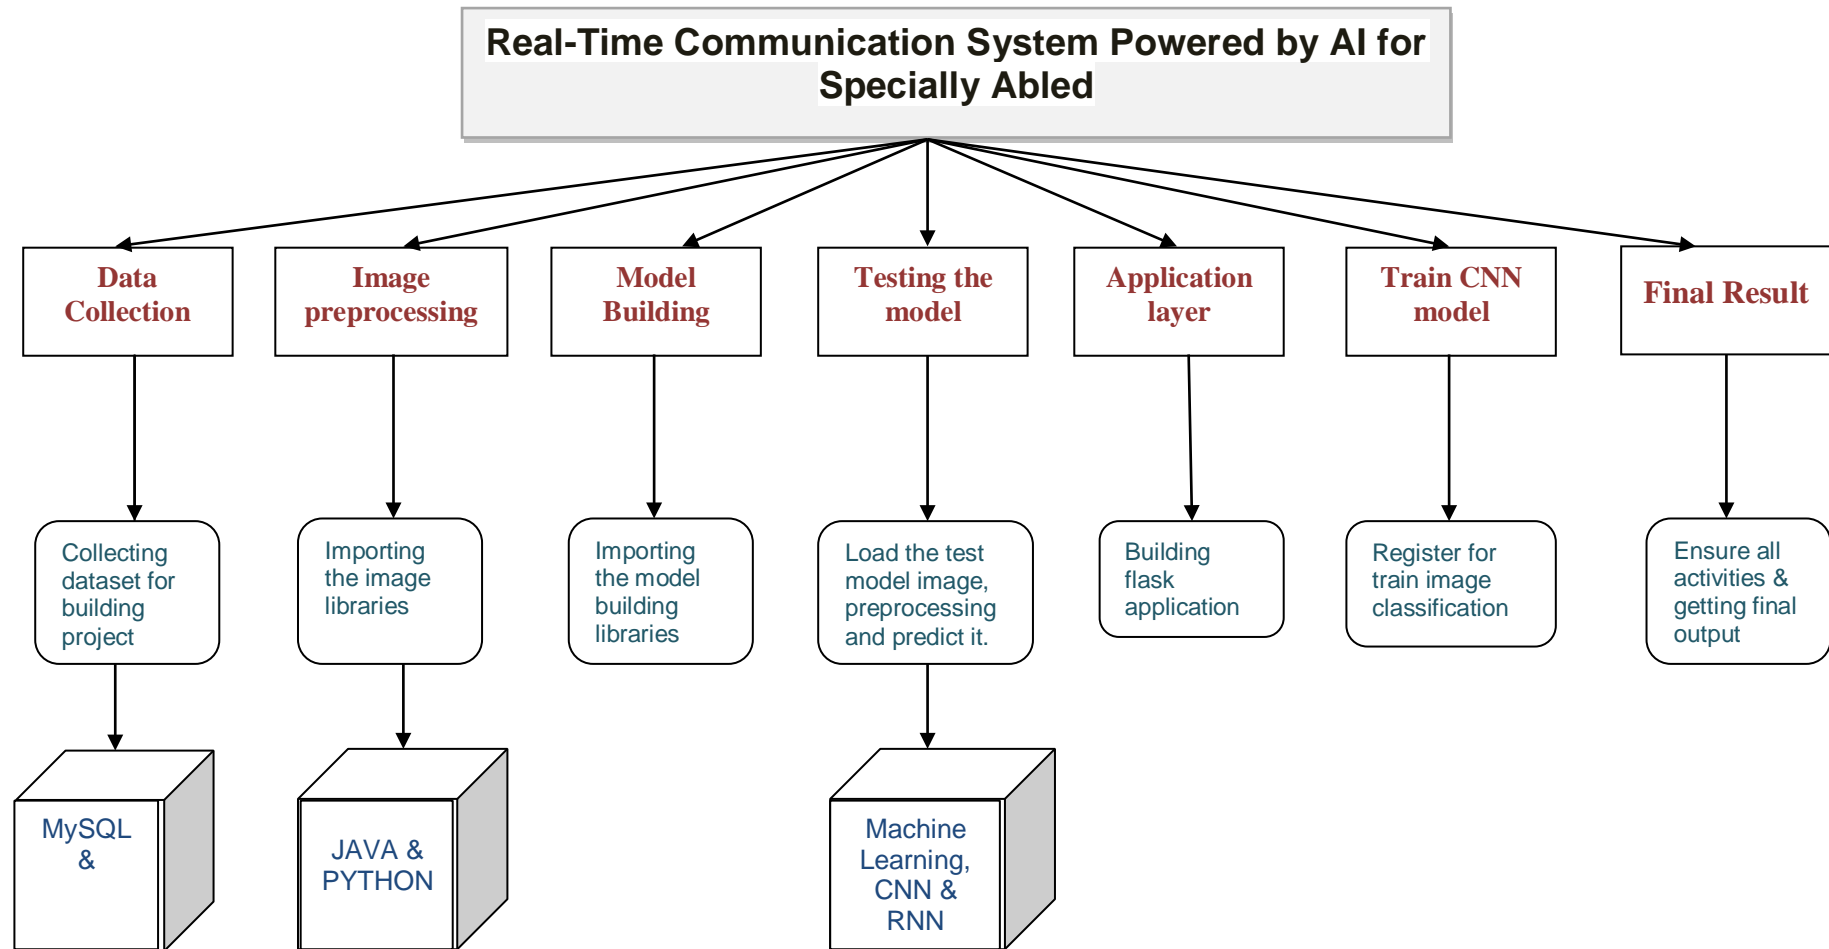 Real-Time Communication System Powered by AI for
Specially Abled
Data
Collection
Image
preprocessing
Model
Building
Testing the
model
Application
layer
Train CNN
model
Final Result
Collecting
dataset for
building
project
Importing
the image
libraries
Importing
the model
building
libraries
Load the test
model image,
preprocessing
and predict it.
Building
flask
application
Register for
train image
classification
Ensure all
activities &
getting final
output
MySQL
&
JAVA &
PYTHON
Machine
Learning,
CNN &
RNN